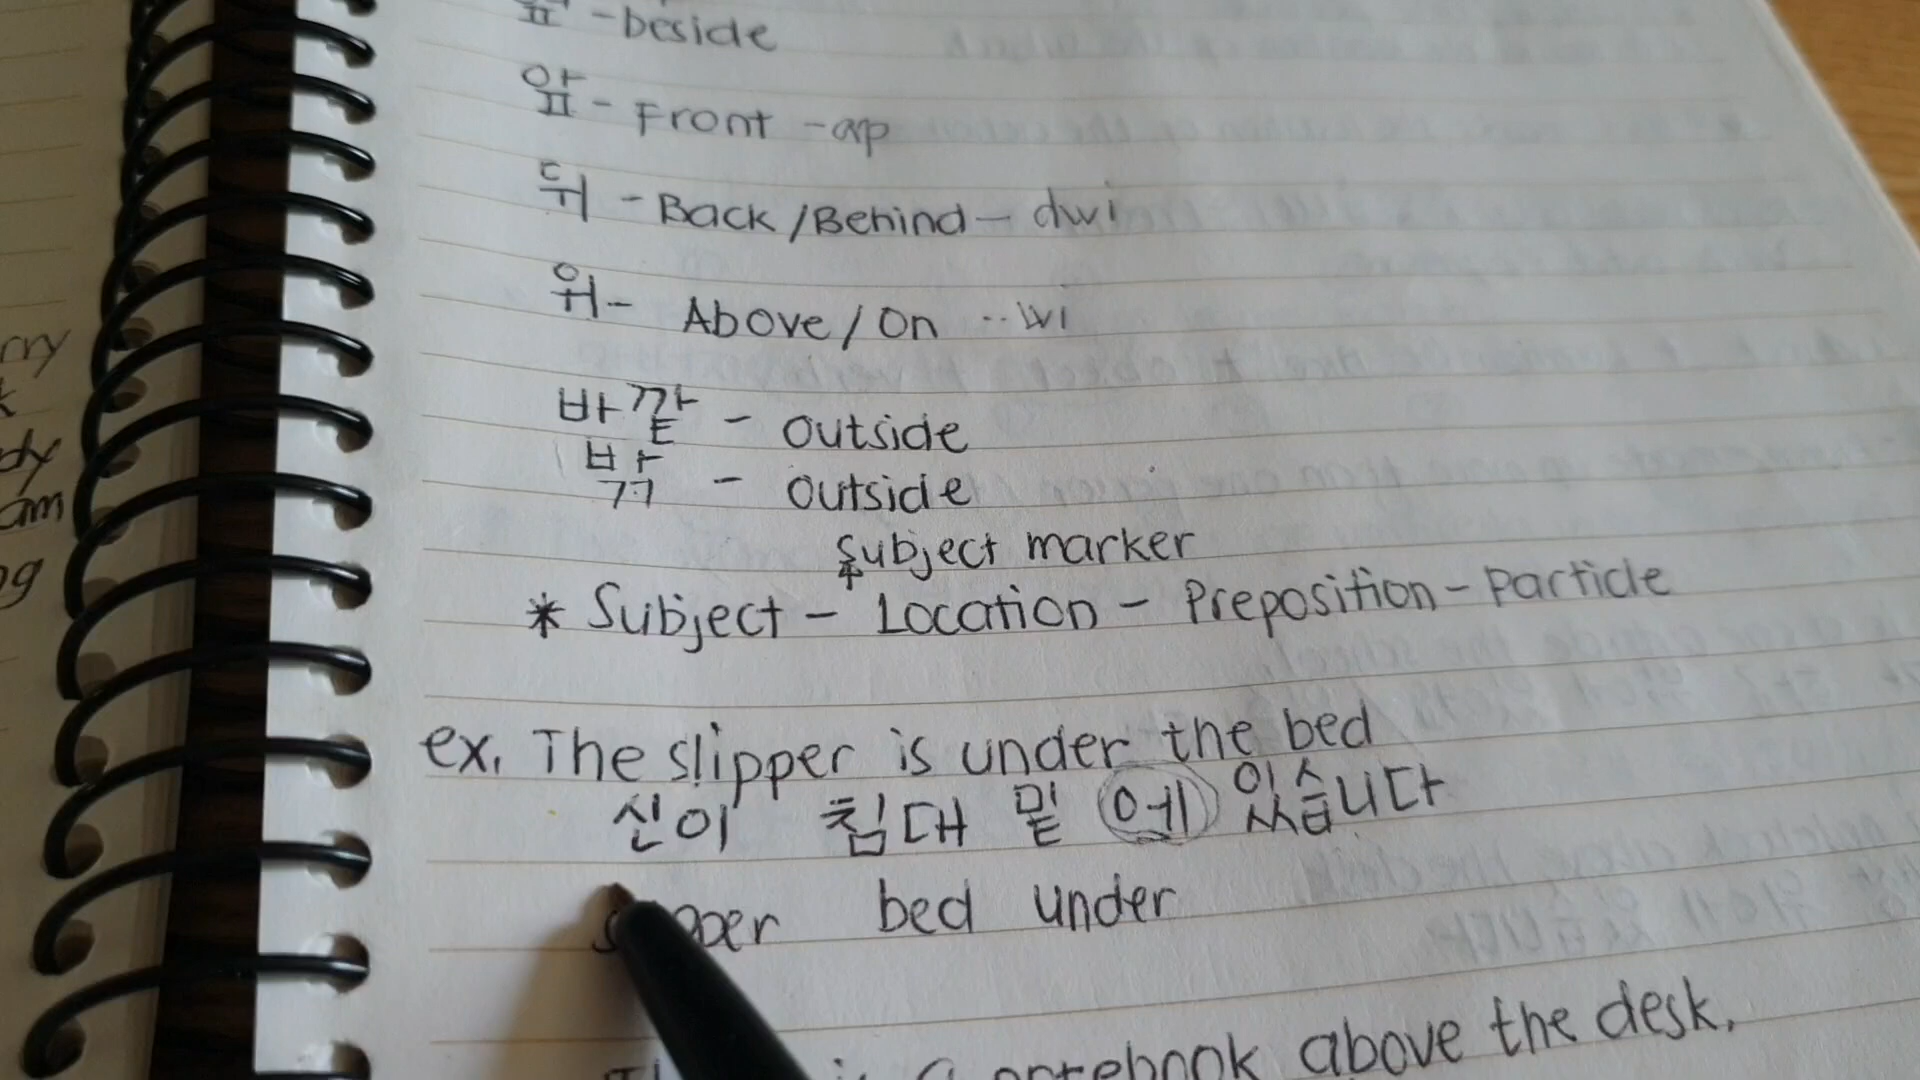 - beside
앞 - Front - ap
뒤 - Back / Behind - dwi
위 - Above / On - wi
바깥 - outside
밖 - outside
subject marker
* Subject - Location - Preposition - particle
ex. The slipper is under the bed
신이 침대 밑 에 있습니다
bed under
is a notebook above the desk.